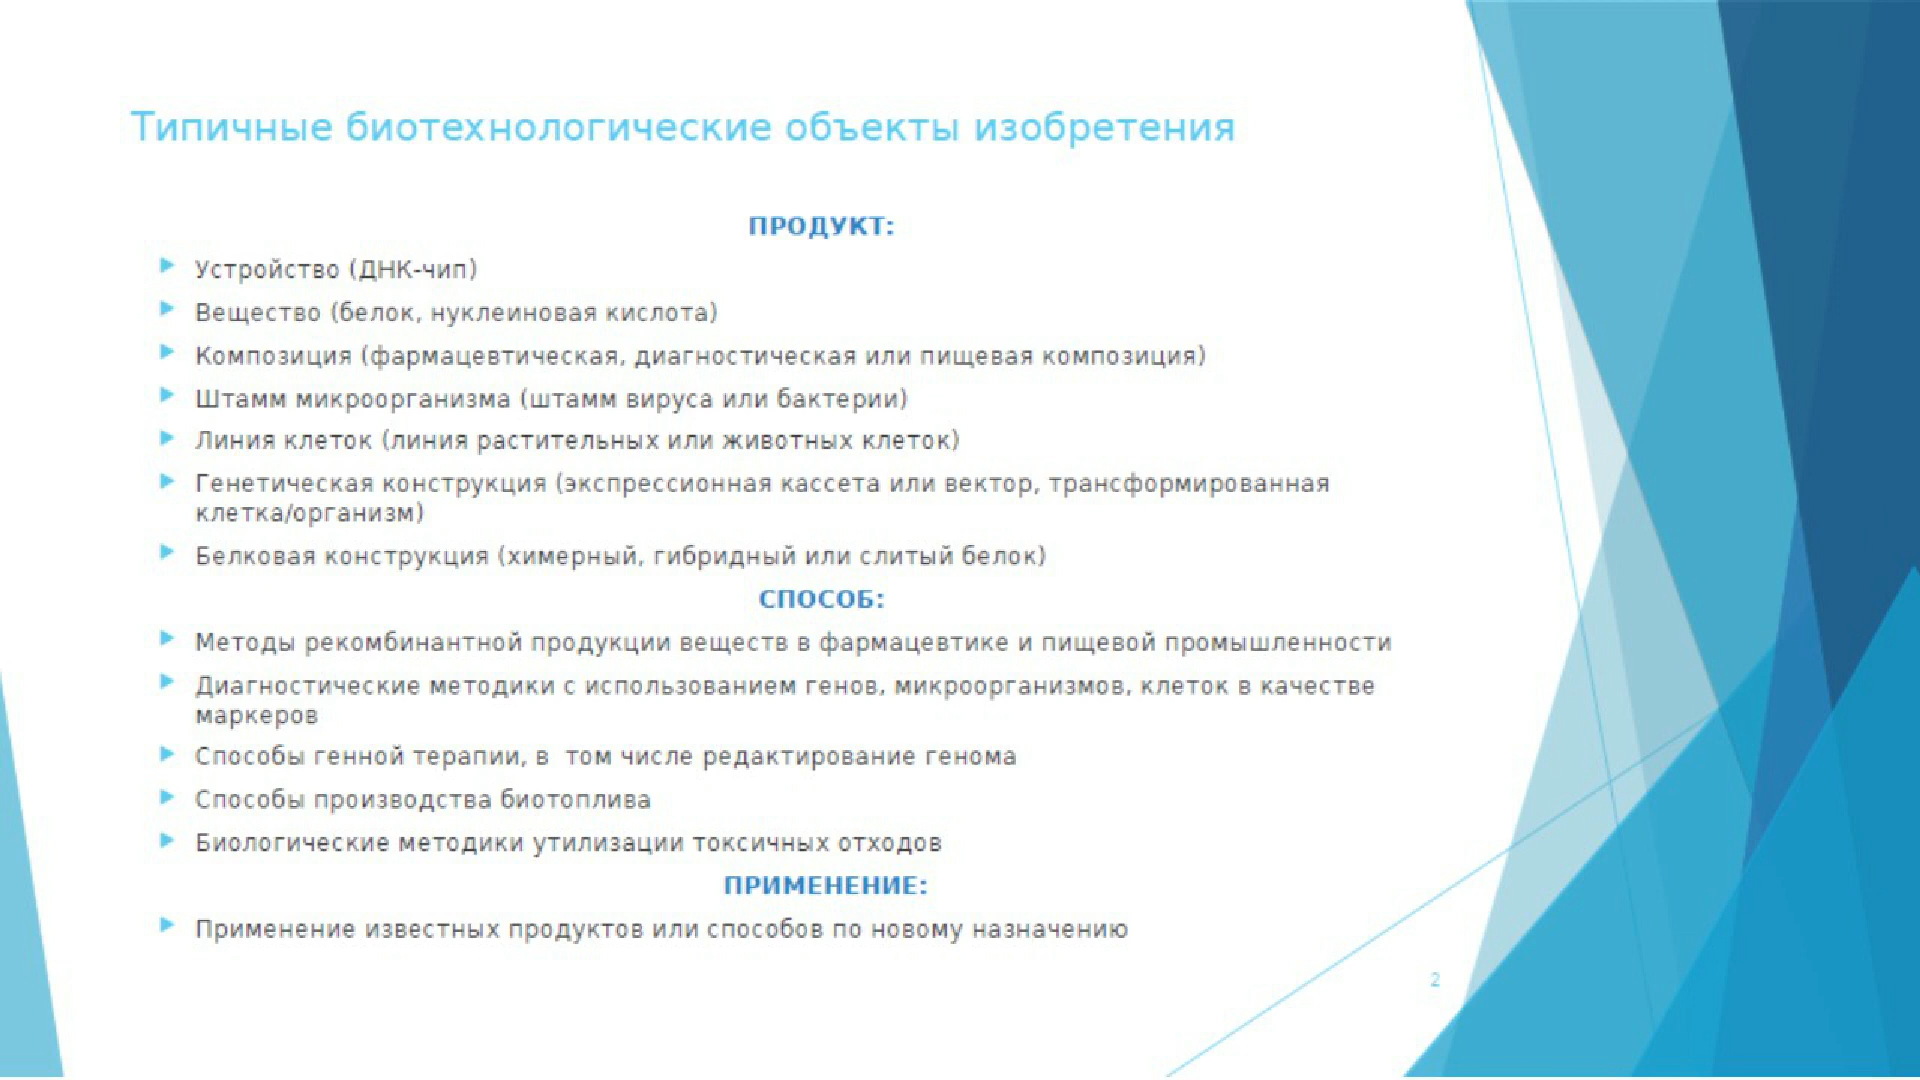 Типичные биотехнологические объекты изобретения
ПРОДУКТ:
Устройство (ДНК-чип)
Вещество (белок, нуклеиновая кислота)
Композиция (фармацевтическая, диагностическая или пищевая композиция)
Штамм микроорганизма (штамм вируса или бактерии)
Линия клеток (линия растительных или животных клеток)
Генетическая конструкция (экспрессионная кассета или вектор, трансформированная
клетка/организм)
Белковая конструкция (химерный, гибридный или слитый белок)
СПОСОБ:
Методы рекомбинантной продукции веществ в фармацевтике и пищевой промышленности
Диагностические методики с использованием генов, микроорганизмов, клеток в качестве
маркеров
Способы генной терапии, в  том числе редактирование генома
Способы производства биотоплива
Биологические методики утилизации токсичных отходов
ПРИМЕНЕНИЕ:
Применение известных продуктов или способов по новому назначению
2